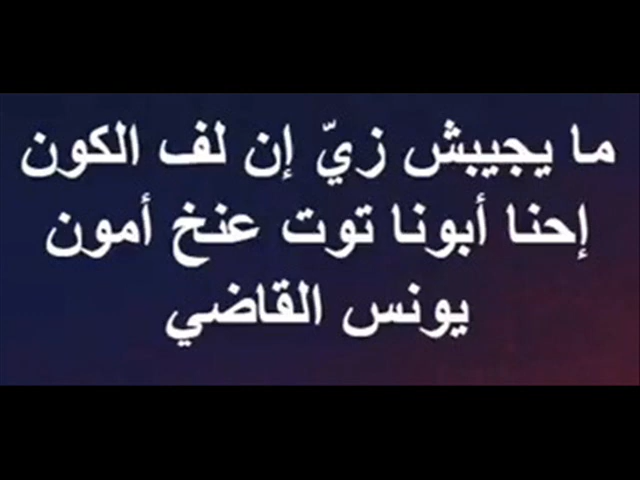 ما يجيبش زيّ إن لف الكون
إحنا أبونا توت عنخ أمون
يونس القاضي